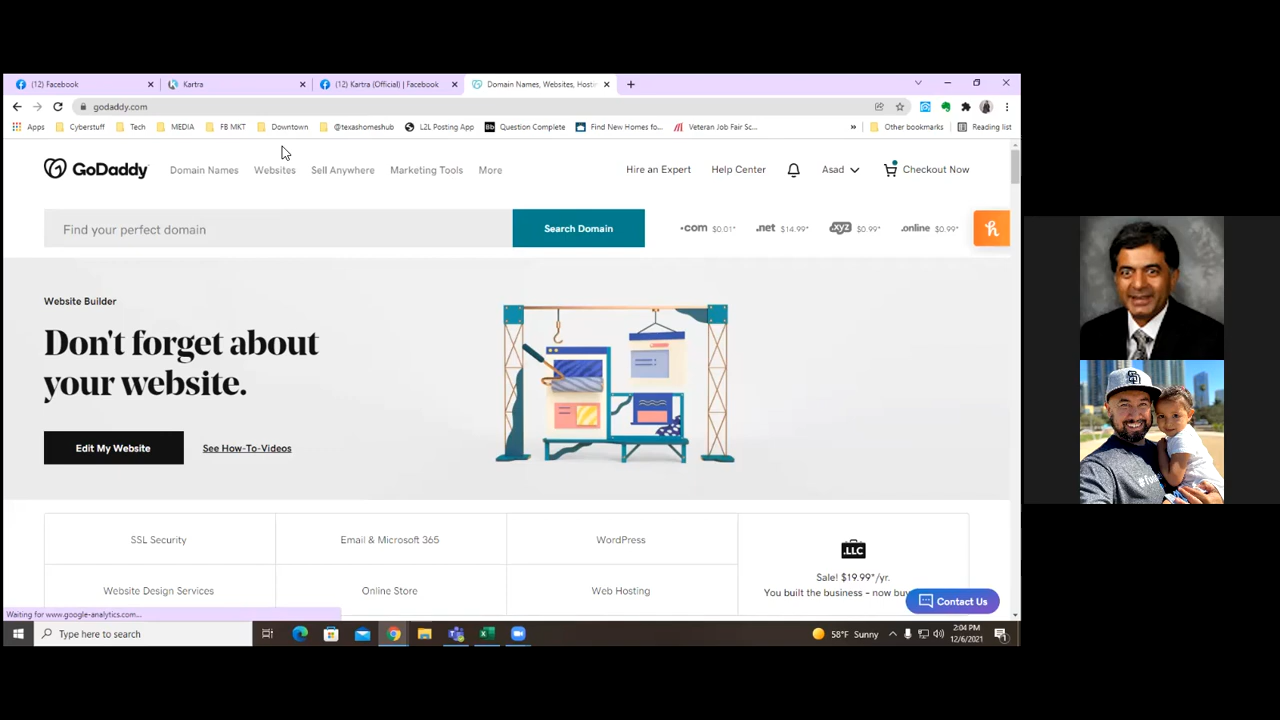 (12) Facebook
Kartra
(12) Kartra (Official) | Facebook
Domain Names, Websites, Hostin
godaddy.com
Apps
Cyberstuff
Tech
MEDIA
FB MKT
Downtown
@texashomeshub
L2L Posting App
Bb Question Complete
Find New Homes fo...
Veteran Job Fair Sc...
»
Other bookmarks
Reading list
GoDaddy
Domain Names
Websites
Sell Anywhere
Marketing Tools
More
Hire an Expert
Help Center
Asad
Checkout Now
Find your perfect domain
Search Domain
.com $0.01*
.net $14.99*
.xyz $0.99*
.online $0.99*
h
Website Builder
Don't forget about
your website.
Edit My Website
See How-To-Videos
SSL Security
Email & Microsoft 365
WordPress
.LLC
Sale! $19.99*/yr.
You built the business – now buy
Website Design Services
Online Store
Web Hosting
Contact Us
Waiting for www.google-analytics.com...
Type here to search
58°F Sunny
2:04 PM
12/6/2021
1